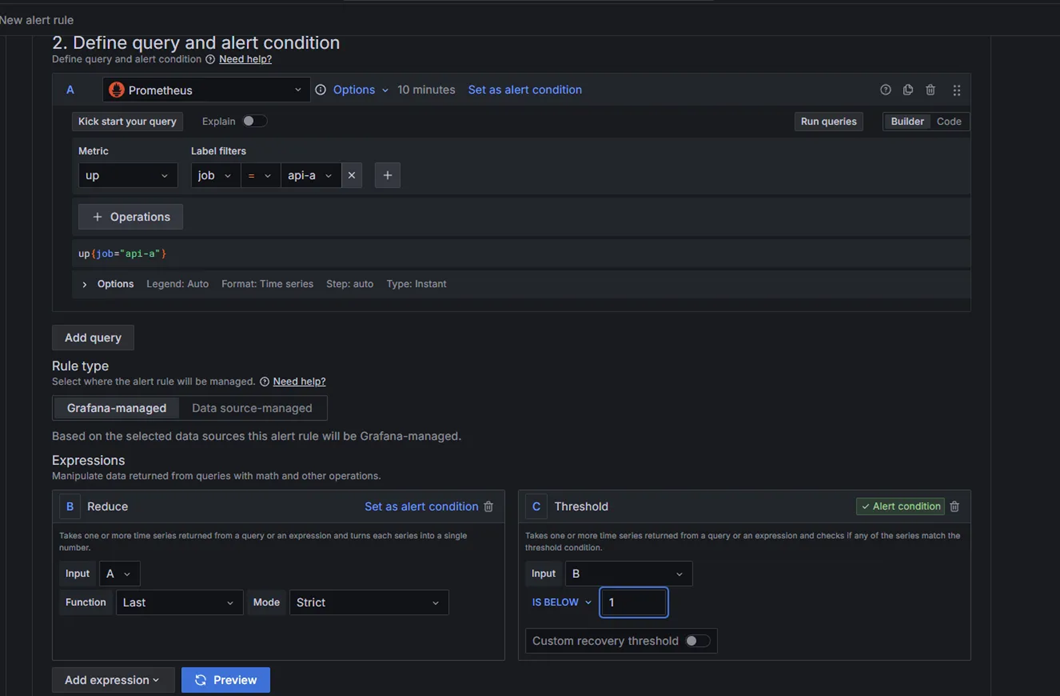 New alert rule
2. Define query and alert condition
Define query and alert condition Need help?
A Prometheus Options 10 minutes Set as alert condition
Kick start your query Explain Run queries Builder Code
Metric Label filters
up job = api-a
+ Operations
up{job="api-a"}
Options Legend: Auto Format: Time series Step: auto Type: Instant
Add query
Rule type
Select where the alert rule will be managed. Need help?
Grafana-managed Data source-managed
Based on the selected data sources this alert rule will be Grafana-managed.
Expressions
Manipulate data returned from queries with math and other operations.
B Reduce Set as alert condition
Takes one or more time series returned from a query or an expression and turns each series into a single
number.
Input A
Function Last Mode Strict
C Threshold Alert condition
Takes one or more time series returned from a query or an expression and checks if any of the series match the
threshold condition.
Input B
IS BELOW 1
Custom recovery threshold
Add expression Preview